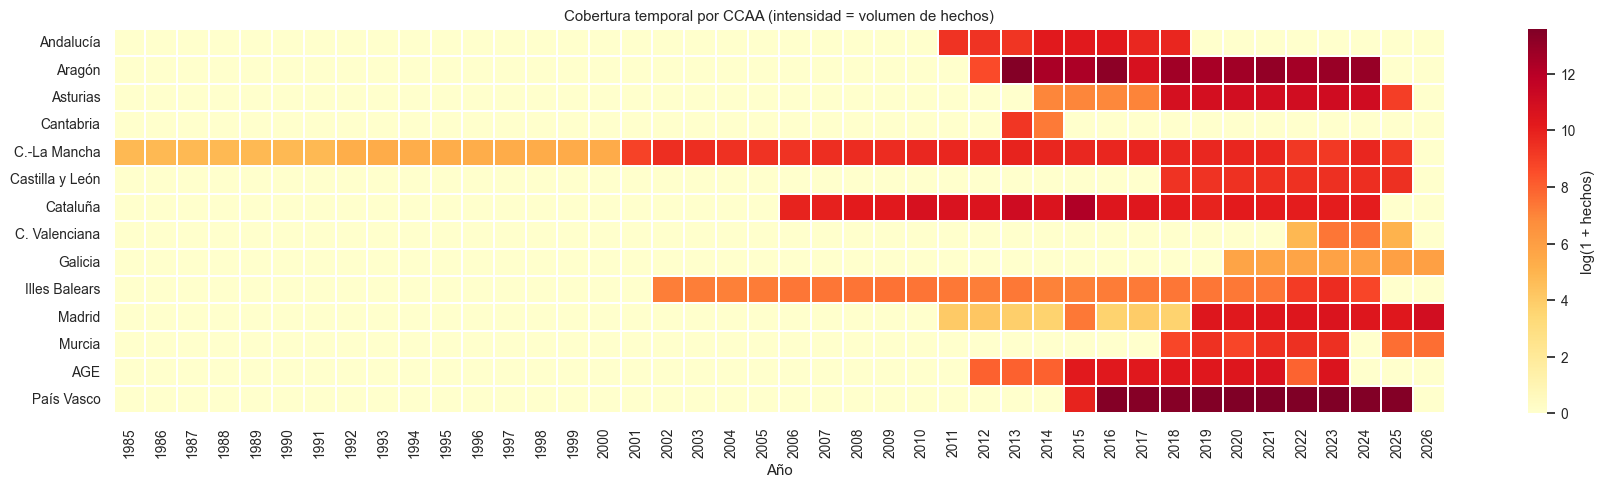 Cobertura temporal por CCAA (intensidad = volumen de hechos)
Andalucía
Aragón
Asturias
Cantabria
C.-La Mancha
Castilla y León
Cataluña
C. Valenciana
Galicia
Illes Balears
Madrid
Murcia
AGE
País Vasco
1985 1986 1987 1988 1989 1990 1991 1992 1993 1994 1995 1996 1997 1998 1999 2000 2001 2002 2003 2004 2005 2006 2007 2008 2009 2010 2011 2012 2013 2014 2015 2016 2017 2018 2019 2020 2021 2022 2023 2024 2025 2026
Año
12
10
8
6
4
2
0
log(1 + hechos)